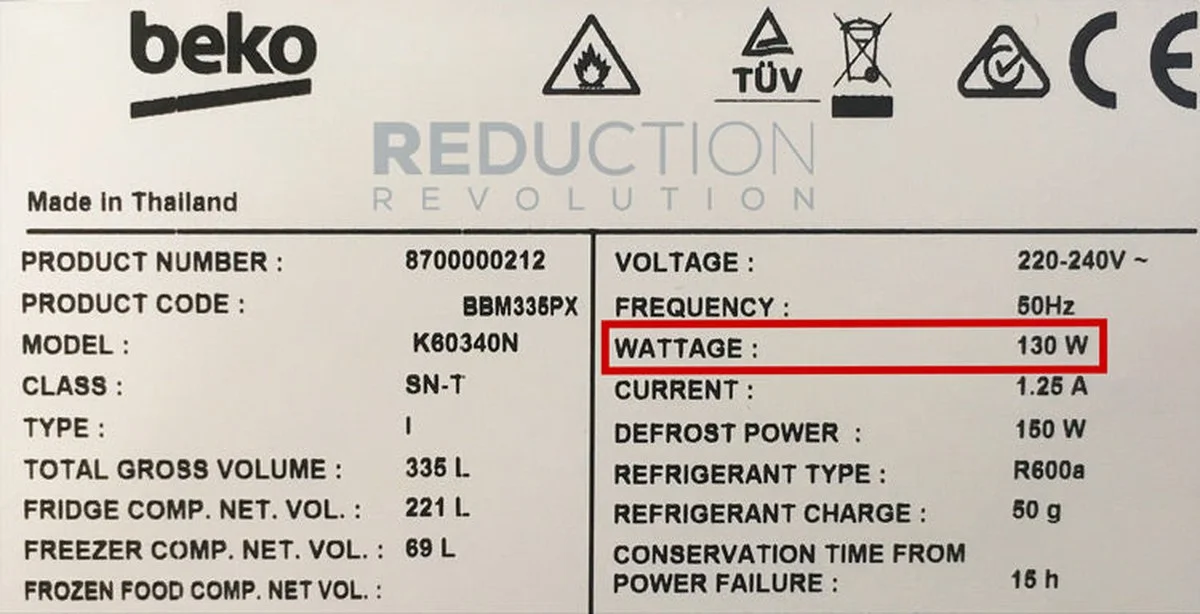 beko
TÜV
CE
REDUCTION
REVOLUTION
Made in Thailand
PRODUCT NUMBER : 8700000212
PRODUCT CODE : BBM335PX
MODEL : K60340N
CLASS : SN-T
TYPE : I
TOTAL GROSS VOLUME : 335 L
FRIDGE COMP. NET. VOL. : 221 L
FREEZER COMP. NET. VOL. : 69 L
FROZEN FOOD COMP. NET VOL. :
VOLTAGE : 220-240V ~
FREQUENCY : 50Hz
WATTAGE : 130 W
CURRENT : 1.25 A
DEFROST POWER : 150 W
REFRIGERANT TYPE : R600a
REFRIGERANT CHARGE : 50 g
CONSERVATION TIME FROM
POWER FAILURE : 15 h